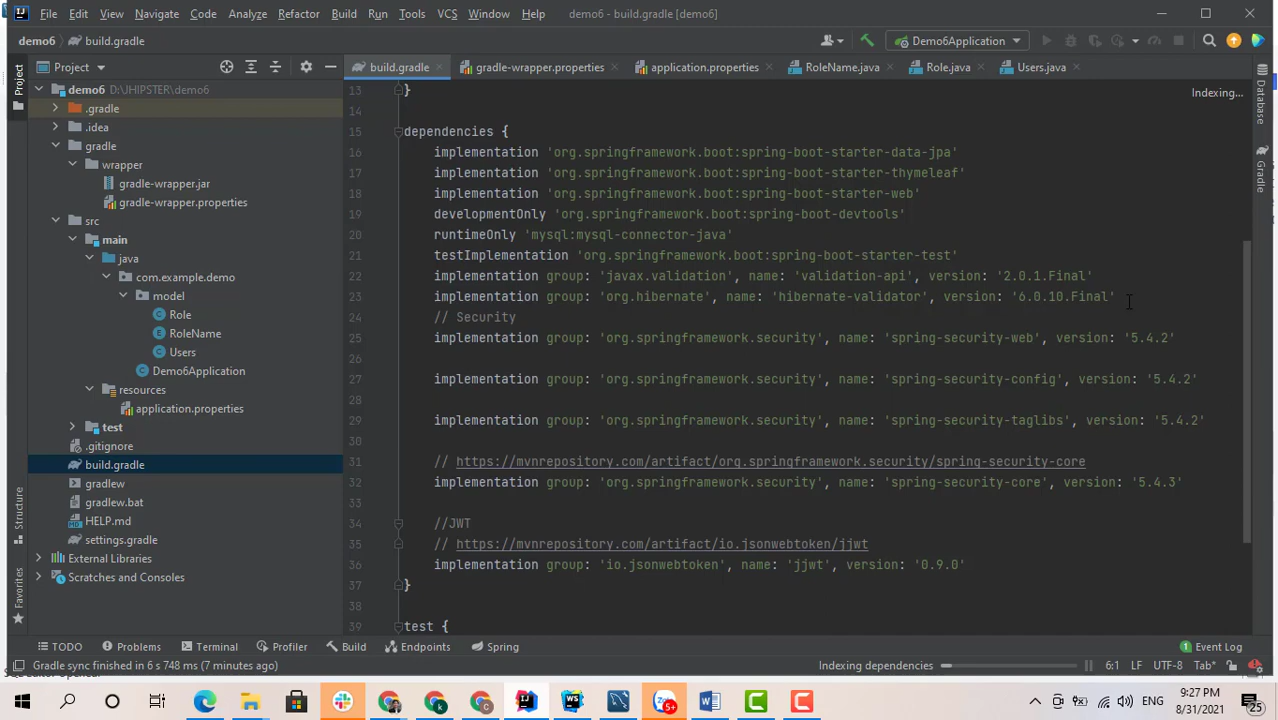 File Edit View Navigate Code Analyze Refactor Build Run Tools VCS Window Help demo6 - build.gradle [demo6]
demo6 build.gradle Demo6Application
Project build.gradle gradle-wrapper.properties application.properties RoleName.java Role.java Users.java
Project
Structure
Favorites
demo6 D:\JHIPSTER\demo6
.gradle
.idea
gradle
wrapper
gradle-wrapper.jar
gradle-wrapper.properties
src
main
java
com.example.demo
model
Role
RoleName
Users
Demo6Application
resources
application.properties
test
.gitignore
build.gradle
gradlew
gradlew.bat
HELP.md
settings.gradle
External Libraries
Scratches and Consoles
Indexing...
13 }
14
15 dependencies {
16 implementation 'org.springframework.boot:spring-boot-starter-data-jpa'
17 implementation 'org.springframework.boot:spring-boot-starter-thymeleaf'
18 implementation 'org.springframework.boot:spring-boot-starter-web'
19 developmentOnly 'org.springframework.boot:spring-boot-devtools'
20 runtimeOnly 'mysql:mysql-connector-java'
21 testImplementation 'org.springframework.boot:spring-boot-starter-test'
22 implementation group: 'javax.validation', name: 'validation-api', version: '2.0.1.Final'
23 implementation group: 'org.hibernate', name: 'hibernate-validator', version: '6.0.10.Final'
24 // Security
25 implementation group: 'org.springframework.security', name: 'spring-security-web', version: '5.4.2'
26
27 implementation group: 'org.springframework.security', name: 'spring-security-config', version: '5.4.2'
28
29 implementation group: 'org.springframework.security', name: 'spring-security-taglibs', version: '5.4.2'
30
31 // https://mvnrepository.com/artifact/org.springframework.security/spring-security-core
32 implementation group: 'org.springframework.security', name: 'spring-security-core', version: '5.4.3'
33
34 //JWT
35 // https://mvnrepository.com/artifact/io.jsonwebtoken/jjwt
36 implementation group: 'io.jsonwebtoken', name: 'jjwt', version: '0.9.0'
37 }
38
39 test {
Database
Gradle
TODO Problems Terminal Profiler Build Endpoints Spring Event Log
Gradle sync finished in 6 s 748 ms (7 minutes ago) Indexing dependencies 6:1 LF UTF-8 Tab*
5+ ENG 9:27 PM
8/31/2021 25